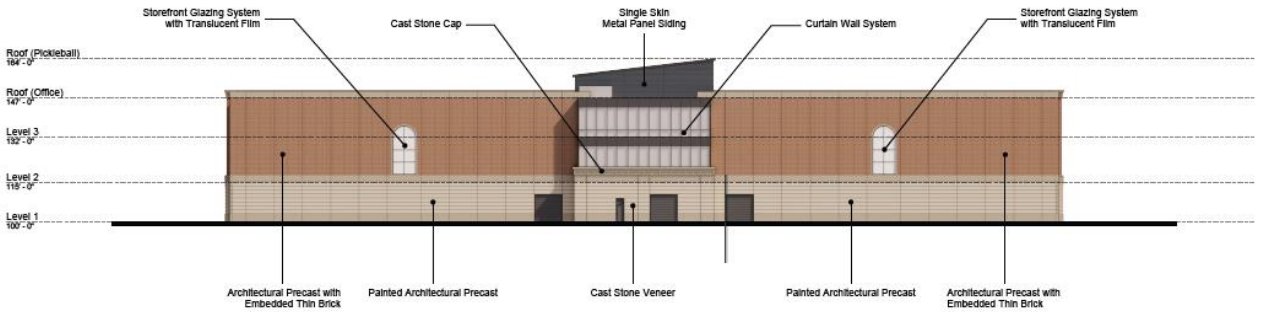 Storefront Glazing System
with Translucent Film
Cast Stone Cap
Single Skin
Metal Panel Siding
Curtain Wall System
Storefront Glazing System
with Translucent Film
Roof (Pickleball)
164' - 0"
Roof (Office)
147' - 0"
Level 3
132' - 0"
Level 2
115' - 0"
Level 1
100' - 0"
Architectural Precast with
Embedded Thin Brick
Painted Architectural Precast
Cast Stone Veneer
Painted Architectural Precast
Architectural Precast with
Embedded Thin Brick